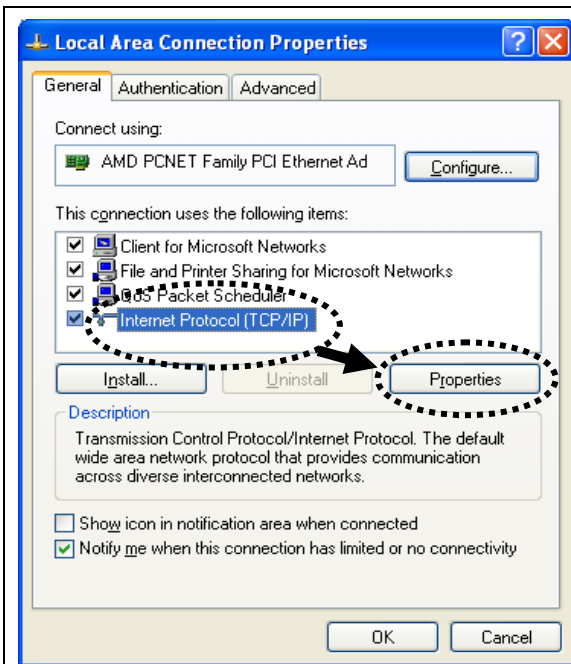 Local Area Connection Properties
General Authentication Advanced
Connect using:
AMD PCNET Family PCI Ethernet Ad Configure...
This connection uses the following items:
Client for Microsoft Networks
File and Printer Sharing for Microsoft Networks
QoS Packet Scheduler
Internet Protocol (TCP/IP)
Install... Uninstall Properties
Description
Transmission Control Protocol/Internet Protocol. The default
wide area network protocol that provides communication
across diverse interconnected networks.
Show icon in notification area when connected
Notify me when this connection has limited or no connectivity
OK Cancel